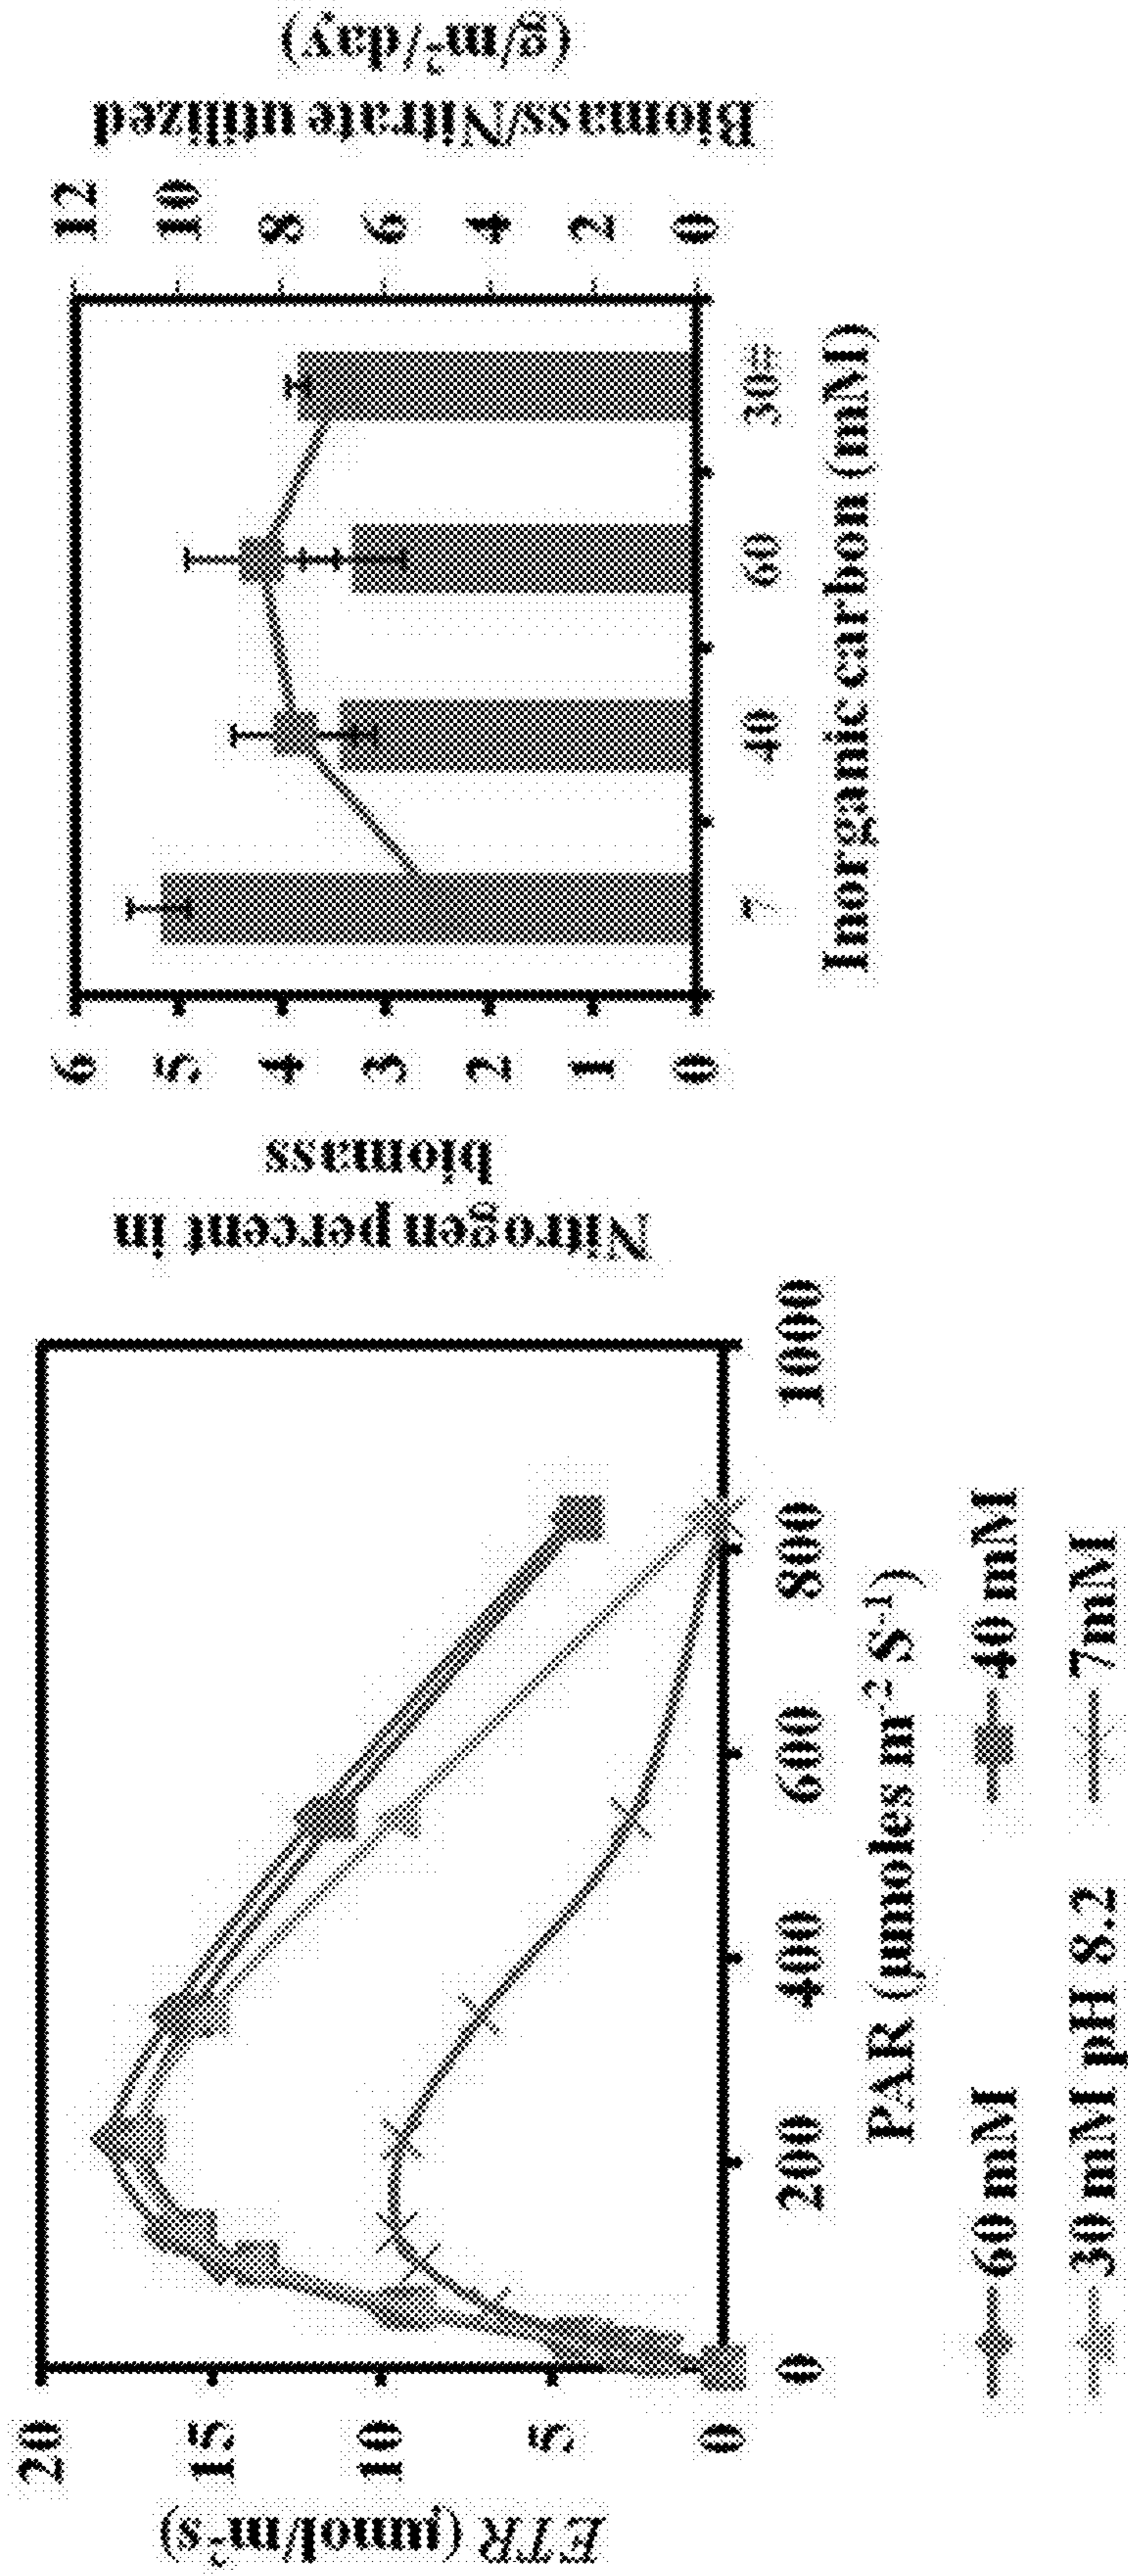 ETR (μmol/m²s)
20
15
10
5
0
0 200 400 600 800 1000
PAR (μmoles m⁻² S⁻¹)
60 mM
40 mM
30 mM pH 8.2
7mM
Nitrogen percent in
biomass
6
5
4
3
2
1
0
7 40 60 30=
Inorganic carbon (mM)
12
10
8
6
4
2
0
Biomass/Nitrate utilized
(g/m²/day)